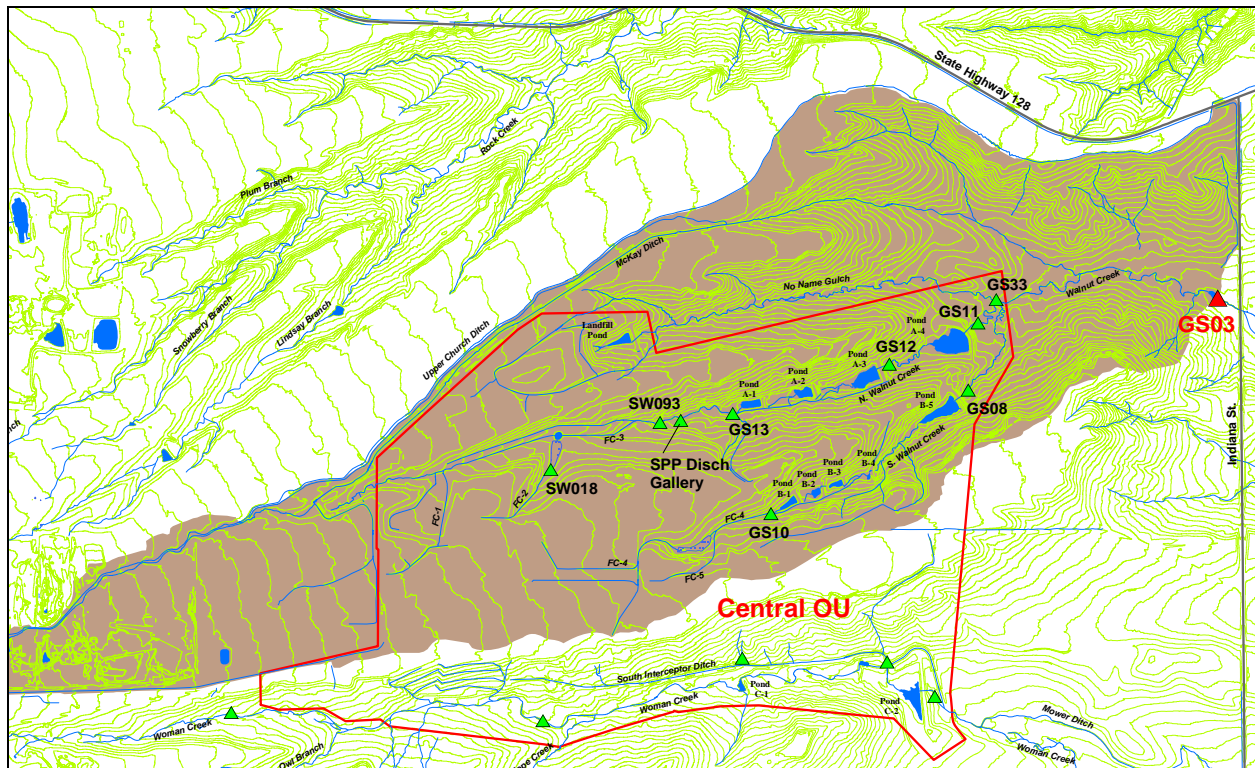 State Highway 128
Rock Creek
Plum Branch
McKay Ditch
No Name Gulch
Walnut Creek
GS33
GS03
GS11
Snowberry Branch
Lindsay Branch
Upper Church Ditch
Landfill
Pond
Pond
A-4
GS12
Pond
A-3
N. Walnut Creek
Pond
A-2
Pond
A-1
Pond
B-5
GS08
SW093
GS13
FC-3
SPP Disch
Gallery
S. Walnut Creek
Indiana St.
SW018
FC-2
FC-1
Pond
B-4
Pond
B-3
Pond
B-2
Pond
B-1
FC-4
GS10
FC-4
FC-5
Central OU
South Interceptor Ditch
Pond
C-1
Woman Creek
Pond
C-2
Mower Ditch
Woman Creek
Woman Creek
Owl Branch